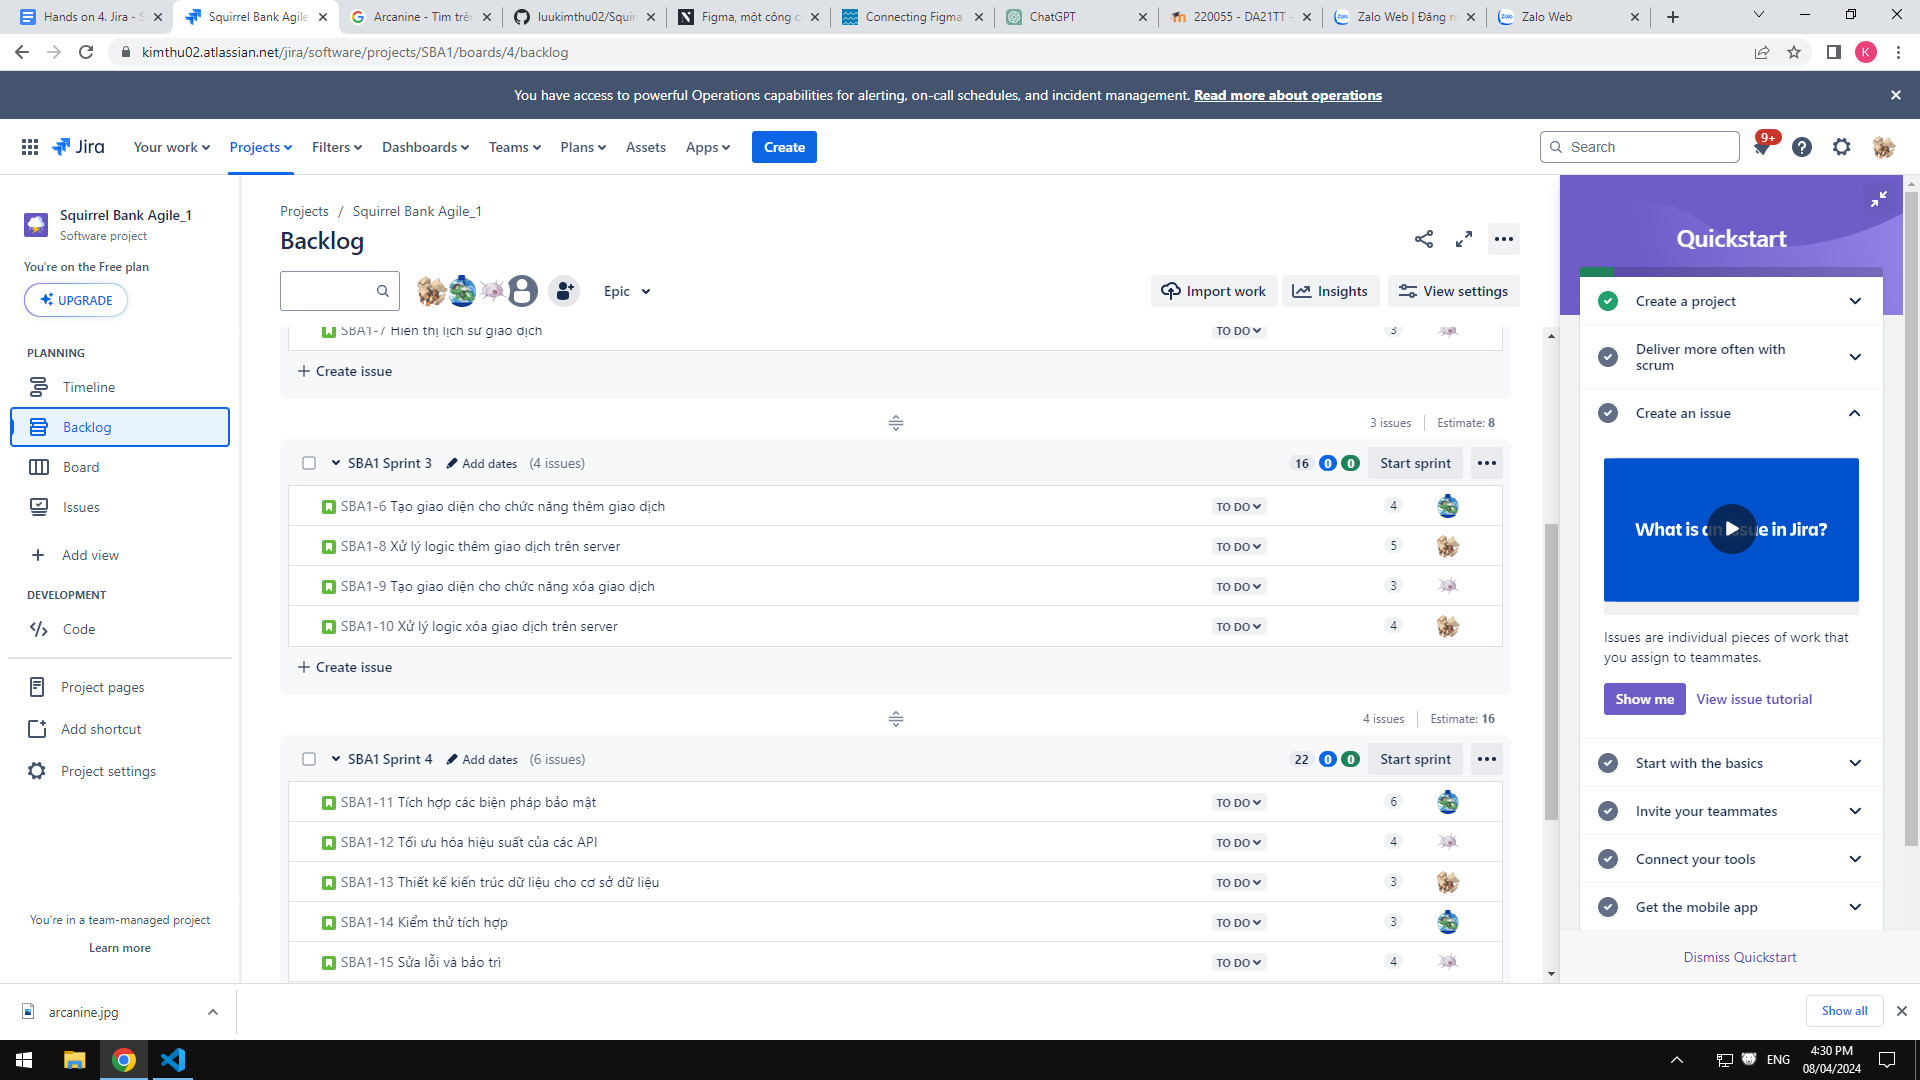 Hands on 4. Jira - S
Squirrel Bank Agile
Arcanine - Tìm trên
luukimthu02/Squir
Figma, một công c
Connecting Figma
ChatGPT
220055 - DA21TT -
Zalo Web | Đăng n
Zalo Web
kimthu02.atlassian.net/jira/software/projects/SBA1/boards/4/backlog
K
You have access to powerful Operations capabilities for alerting, on-call schedules, and incident management. Read more about operations
Jira
Your work
Projects
Filters
Dashboards
Teams
Plans
Assets
Apps
Create
Search
9+
Squirrel Bank Agile_1
Software project
You're on the Free plan
UPGRADE
PLANNING
Timeline
Backlog
Board
Issues
Add view
DEVELOPMENT
Code
Project pages
Add shortcut
Project settings
You're in a team-managed project
Learn more
Projects / Squirrel Bank Agile_1
Backlog
Epic
Import work
Insights
View settings
SBA1-7 Hiển thị lịch sử giao dịch TO DO 3
+ Create issue
3 issues Estimate: 8
SBA1 Sprint 3 Add dates (4 issues) 16 0 0 Start sprint
SBA1-6 Tạo giao diện cho chức năng thêm giao dịch TO DO 4
SBA1-8 Xử lý logic thêm giao dịch trên server TO DO 5
SBA1-9 Tạo giao diện cho chức năng xóa giao dịch TO DO 3
SBA1-10 Xử lý logic xóa giao dịch trên server TO DO 4
+ Create issue
4 issues Estimate: 16
SBA1 Sprint 4 Add dates (6 issues) 22 0 0 Start sprint
SBA1-11 Tích hợp các biện pháp bảo mật TO DO 6
SBA1-12 Tối ưu hóa hiệu suất của các API TO DO 4
SBA1-13 Thiết kế kiến trúc dữ liệu cho cơ sở dữ liệu TO DO 3
SBA1-14 Kiểm thử tích hợp TO DO 3
SBA1-15 Sửa lỗi và bảo trì TO DO 4
Quickstart
Create a project
Deliver more often with
scrum
Create an issue
What is an issue in Jira?
Issues are individual pieces of work that
you assign to teammates.
Show me
View issue tutorial
Start with the basics
Invite your teammates
Connect your tools
Get the mobile app
Dismiss Quickstart
arcanine.jpg
Show all
ENG
4:30 PM
08/04/2024